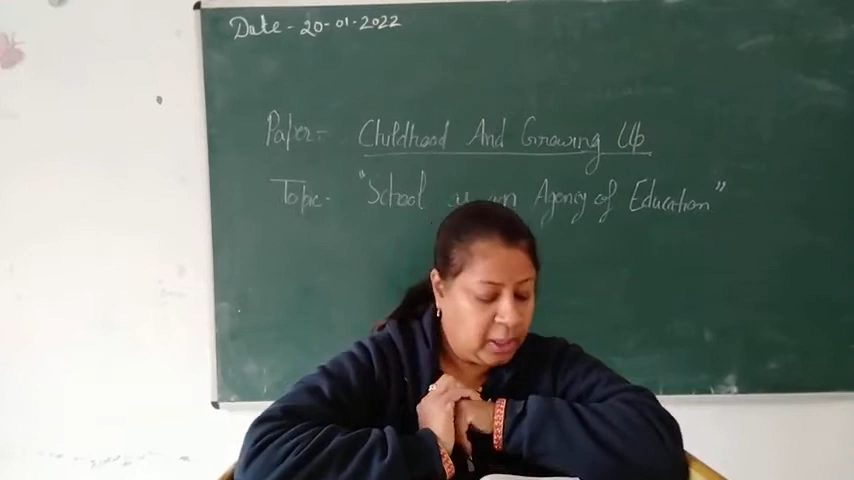 Date - 20-01-2022
Paper - Childhood And Growing Up
Topic - "School as an Agency of Education"